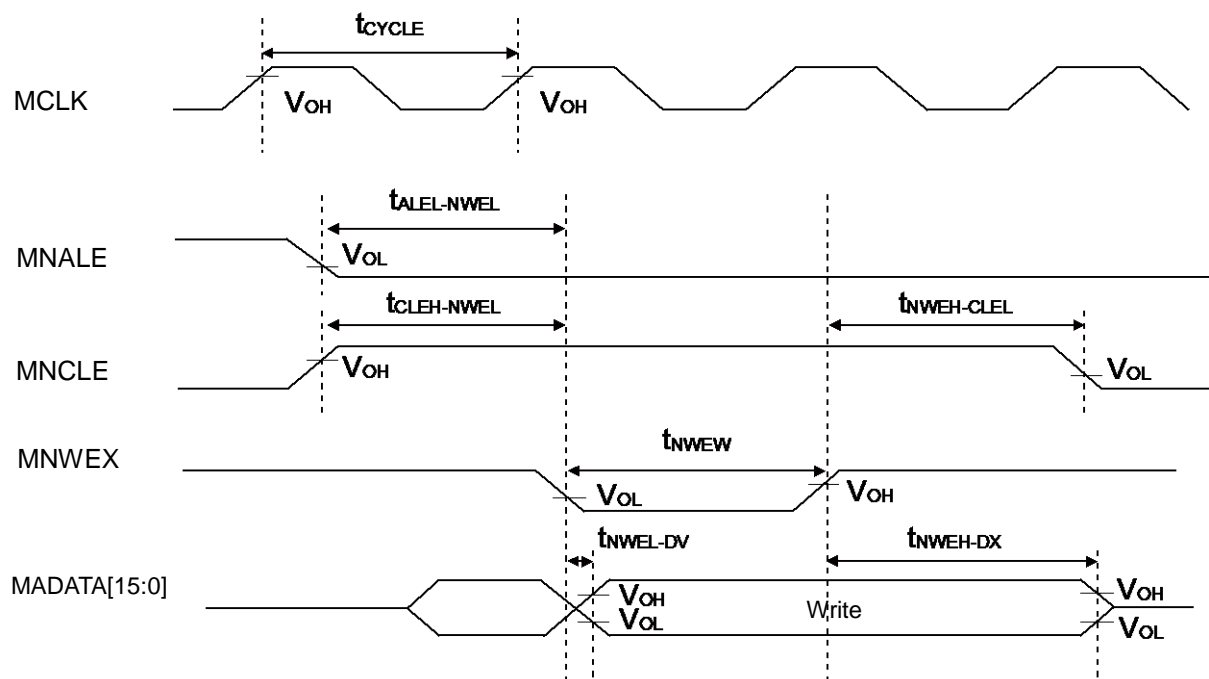 tCYCLE
MCLK
VOH
VOH
tALEL-NWEL
MNALE
VOL
tCLEH-NWEL
tNWEH-CLEL
MNCLE
VOH
VOL
MNWEX
tNWEW
VOL
VOH
tNWEL-DV
tNWEH-DX
MADATA[15:0]
VOH
Write
VOH
VOL
VOL